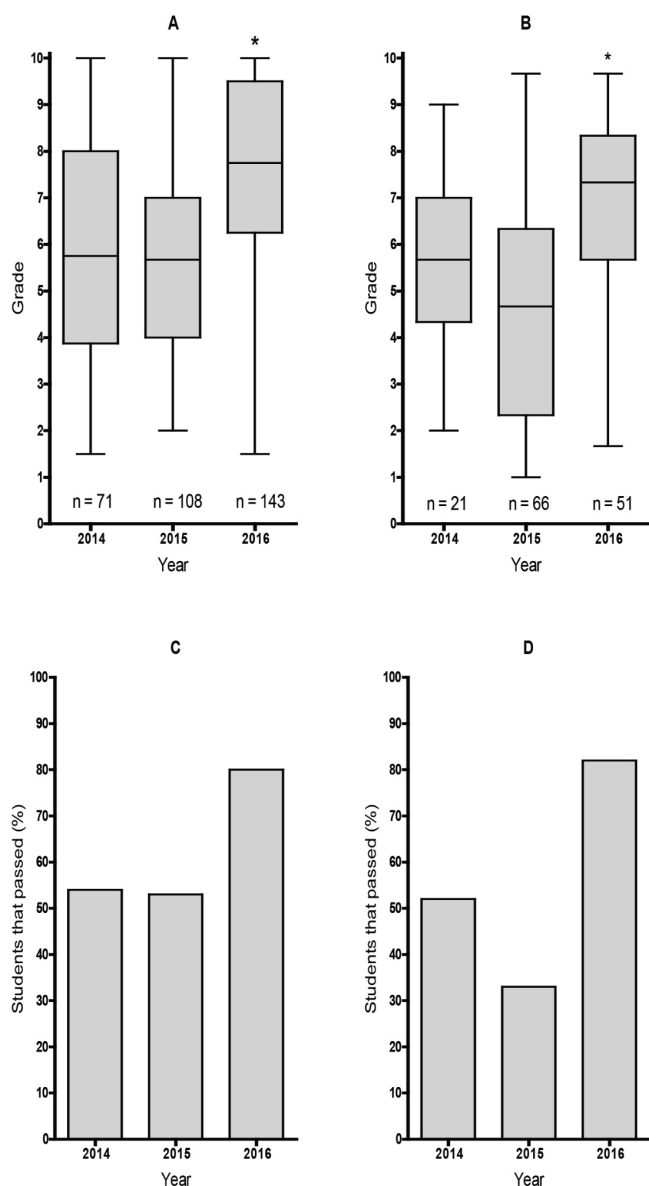 A
*
10
9
8
7
6
5
4
3
2
1
0
Grade
n = 71 n = 108 n = 143
2014 2015 2016
Year
B
*
10
9
8
7
6
5
4
3
2
1
0
Grade
n = 21 n = 66 n = 51
2014 2015 2016
Year
C
100
90
80
70
60
50
40
30
20
10
0
Students that passed (%)
2014 2015 2016
Year
D
100
90
80
70
60
50
40
30
20
10
0
Students that passed (%)
2014 2015 2016
Year